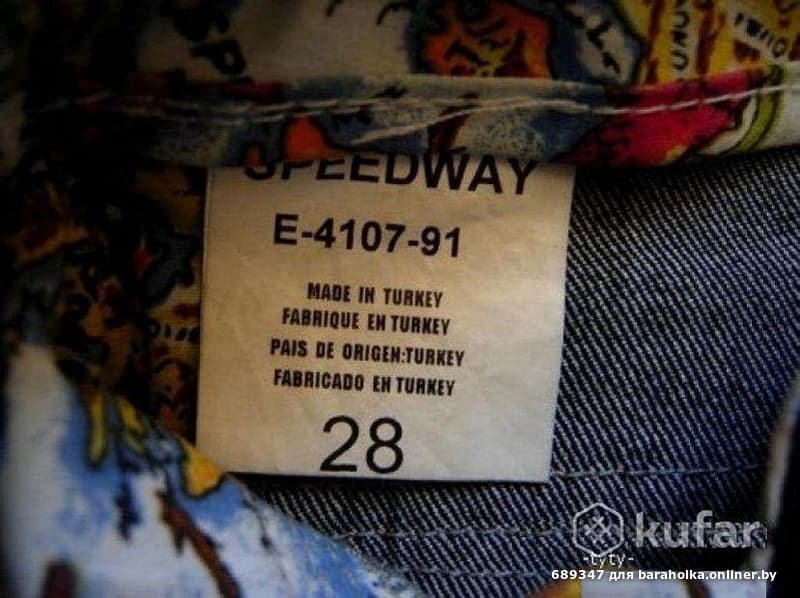 SPEEDWAY
E-4107-91
MADE IN TURKEY
FABRIQUE EN TURKEY
PAIS DE ORIGEN:TURKEY
FABRICADO EN TURKEY
28
kufar
-tyty-
689347 для baraholka.onliner.by